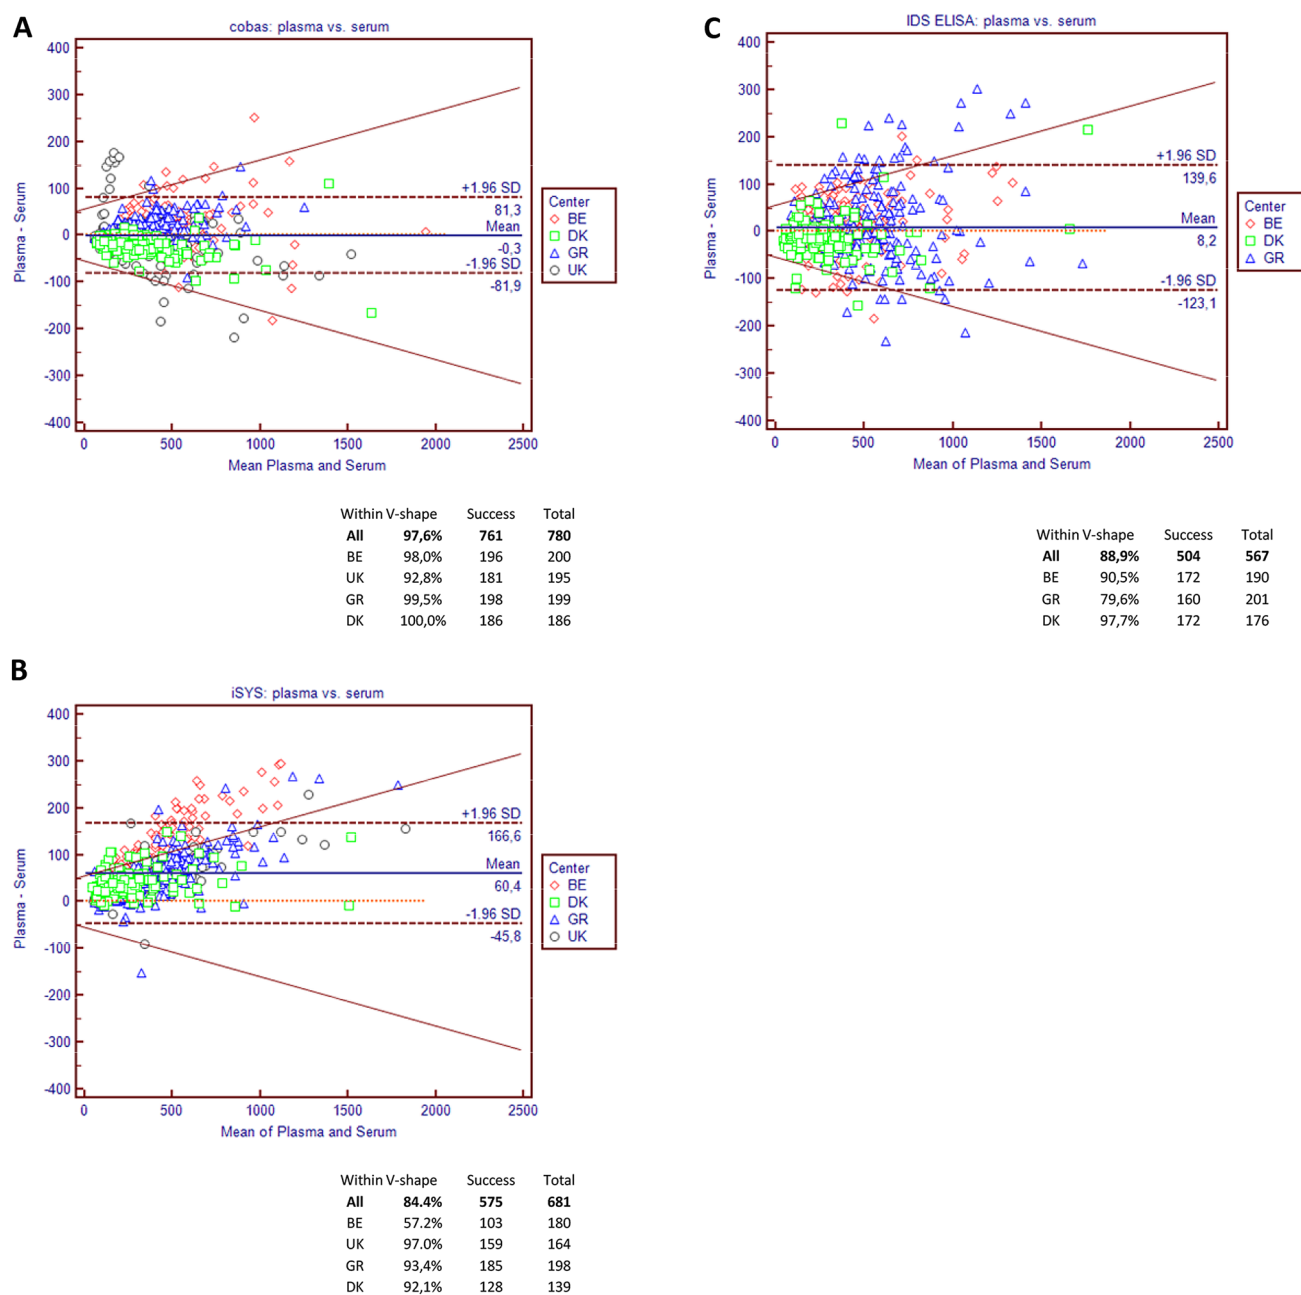 A
cobas: plasma vs. serum
400
300
200
100
0
-100
-200
-300
-400
Plasma - Serum
+1.96 SD
81,3
Mean
-0,3
-1.96 SD
-81,9
0 500 1000 1500 2000 2500
Mean Plasma and Serum
Center
BE
DK
GR
UK
Within V-shape Success Total
All 97,6% 761 780
BE 98,0% 196 200
UK 92,8% 181 195
GR 99,5% 198 199
DK 100,0% 186 186
B
iSYS: plasma vs. serum
400
300
200
100
0
-100
-200
-300
-400
Plasma - Serum
+1.96 SD
166,6
Mean
60,4
-1.96 SD
-45,8
0 500 1000 1500 2000 2500
Mean of Plasma and Serum
Center
BE
DK
GR
UK
Within V-shape Success Total
All 84.4% 575 681
BE 57.2% 103 180
UK 97.0% 159 164
GR 93,4% 185 198
DK 92,1% 128 139
C
IDS ELISA: plasma vs. serum
400
300
200
100
0
-100
-200
-300
-400
Plasma - Serum
+1.96 SD
139,6
Mean
8,2
-1.96 SD
-123,1
0 500 1000 1500 2000 2500
Mean of Plasma and Serum
Center
BE
DK
GR
Within V-shape Success Total
All 88,9% 504 567
BE 90,5% 172 190
GR 79,6% 160 201
DK 97,7% 172 176